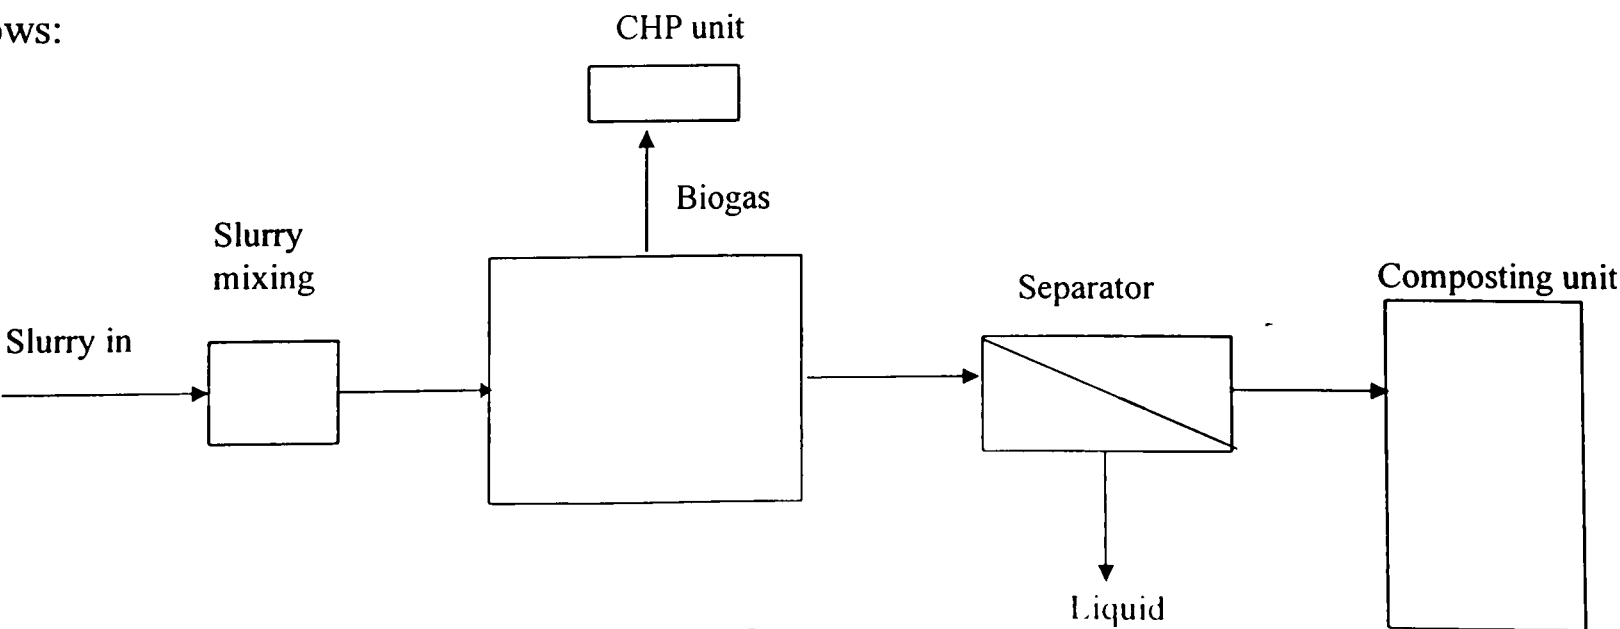 ows:
CHP unit
Biogas
Slurry
mixing
Separator
Composting unit
Slurry in
Liquid